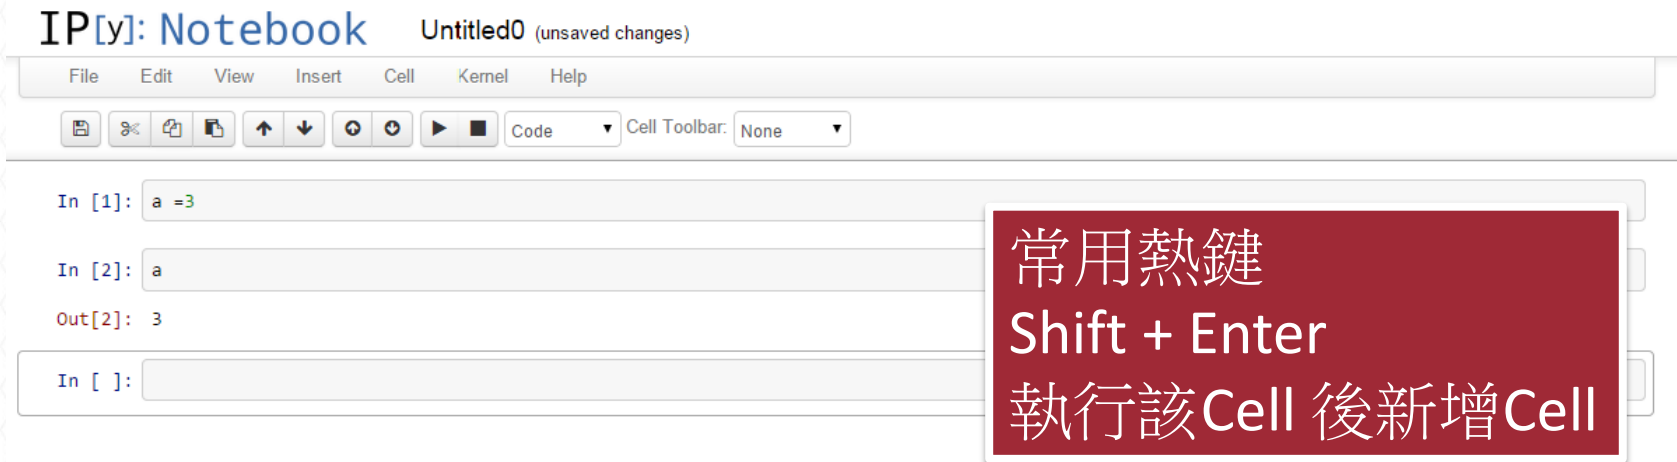 IP[y]: Notebook Untitled0 (unsaved changes)
File Edit View Insert Cell Kernel Help
Code Cell Toolbar: None
In [1]: a =3
In [2]: a
Out[2]: 3
In [ ]:
常用熱鍵
Shift + Enter
執行該Cell 後新增Cell